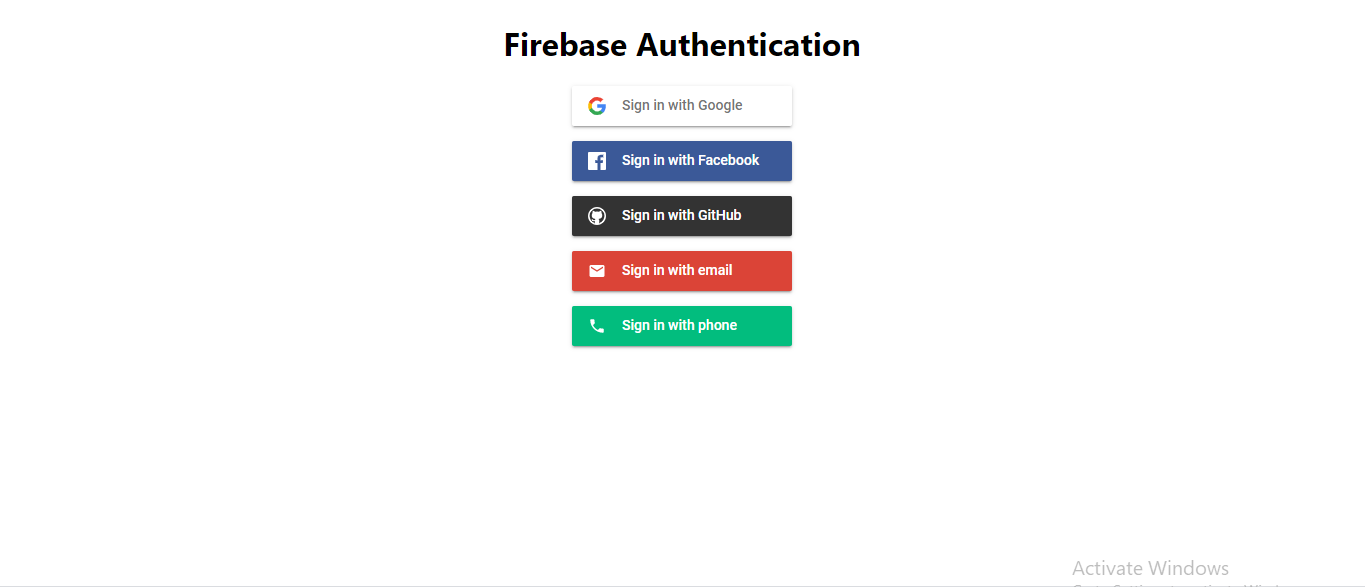 Firebase Authentication
Sign in with Google
Sign in with Facebook
Sign in with GitHub
Sign in with email
Sign in with phone
Activate Windows